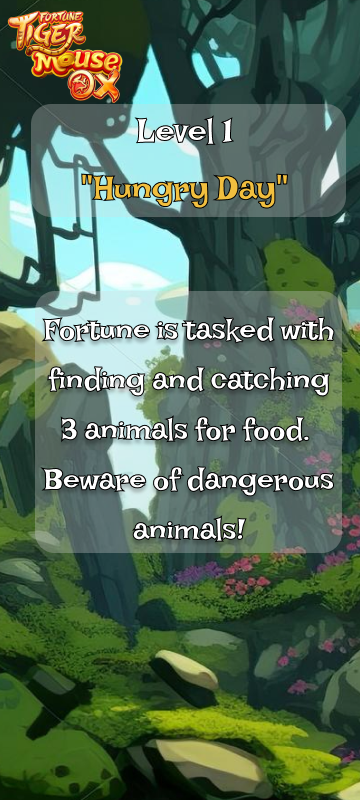 FORTUNE
TIGER
Mouse
OX
Level 1
"Hungry Day"
Fortune is tasked with
finding and catching
3 animals for food.
Beware of dangerous
animals!